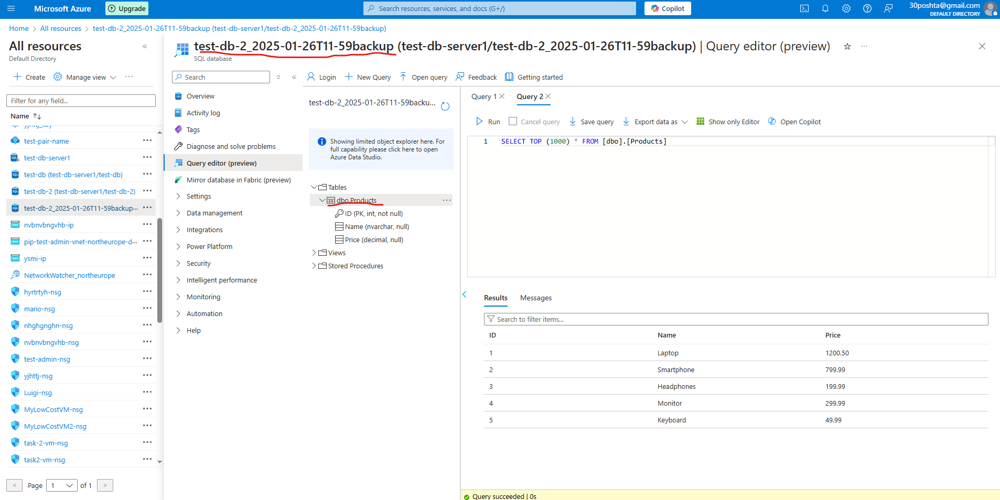 Microsoft Azure
Upgrade
Search resources, services, and docs (G+/)
Copilot
30poshta@gmail.com
DEFAULT DIRECTORY
Home > All resources > test-db-2_2025-01-26T11-59backup (test-db-server1/test-db-2_2025-01-26T11-59backup)
All resources
Default Directory
Create
Manage view
Filter for any field...
Name
yjhttj_key
test-pair-name
test-db-server1
test-db (test-db-server1/test-db)
test-db-2 (test-db-server1/test-db-2)
test-db-2_2025-01-26T11-59backup...
nvbnvbngvhb-ip
pip-test-admin-vnet-northeurope-d...
ysmi-ip
NetworkWatcher_northeurope
hyrtrtyh-nsg
mario-nsg
nhghgnghn-nsg
nvbnvbngvhb-nsg
test-admin-nsg
yjhttj-nsg
Luigi-nsg
MyLowCostVM-nsg
MyLowCostVM2-nsg
task-2-vm-nsg
task2-vm-nsg
< Page 1 of 1 >
test-db-2_2025-01-26T11-59backup (test-db-server1/test-db-2_2025-01-26T11-59backup) | Query editor (preview)
SQL database
Search
Overview
Activity log
Tags
Diagnose and solve problems
Query editor (preview)
Mirror database in Fabric (preview)
Settings
Data management
Integrations
Power Platform
Security
Intelligent performance
Monitoring
Automation
Help
Login
New Query
Open query
Feedback
Getting started
test-db-2_2025-01-26T11-59backu...
Showing limited object explorer here. For
full capability please click here to open
Azure Data Studio.
Tables
dbo.Products
ID (PK, int, not null)
Name (nvarchar, null)
Price (decimal, null)
Views
Stored Procedures
Query 1
Query 2
Run
Cancel query
Save query
Export data as
Show only Editor
Open Copilot
1 SELECT TOP (1000) * FROM [dbo].[Products]
Results
Messages
Search to filter items...
ID Name Price
1 Laptop 1200.50
2 Smartphone 799.99
3 Headphones 199.99
4 Monitor 299.99
5 Keyboard 49.99
Query succeeded | 0s